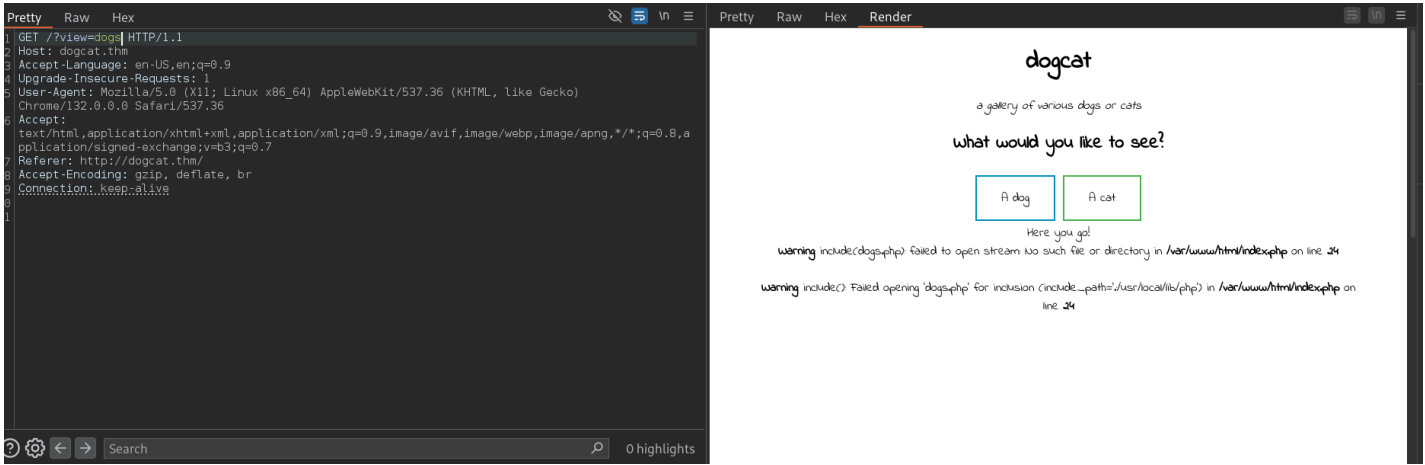 Pretty Raw Hex \n
1 GET /?view=dogs HTTP/1.1
2 Host: dogcat.thm
3 Accept-Language: en-US,en;q=0.9
4 Upgrade-Insecure-Requests: 1
5 User-Agent: Mozilla/5.0 (X11; Linux x86_64) AppleWebKit/537.36 (KHTML, like Gecko)
Chrome/132.0.0.0 Safari/537.36
6 Accept:
text/html,application/xhtml+xml,application/xml;q=0.9,image/avif,image/webp,image/apng,*/*;q=0.8,a
pplication/signed-exchange;v=b3;q=0.7
7 Referer: http://dogcat.thm/
8 Accept-Encoding: gzip, deflate, br
9 Connection: keep-alive
0
1
Search 0 highlights
Pretty Raw Hex Render \n
dogcat
a gallery of various dogs or cats
What would you like to see?
A dog A cat
Here you go!
Warning include(dogs.php): failed to open stream: No such file or directory in /var/www/html/index.php on line 24
Warning include(): Failed opening 'dogs.php' for inclusion (include_path='.:/usr/local/lib/php') in /var/www/html/index.php on
line 24